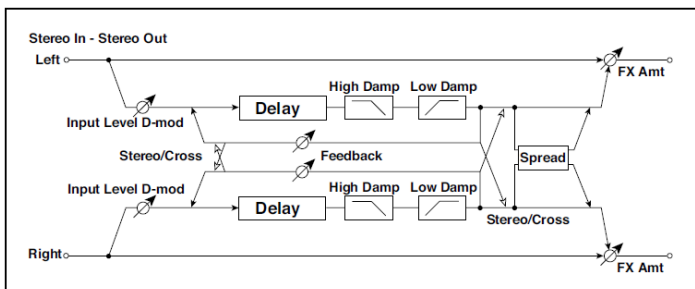 Stereo In - Stereo Out
Left
FX Amt
High Damp Low Damp
Delay
Input Level D-mod
Stereo/Cross
Feedback
Spread
Input Level D-mod
High Damp Low Damp
Delay
Stereo/Cross
Right
FX Amt